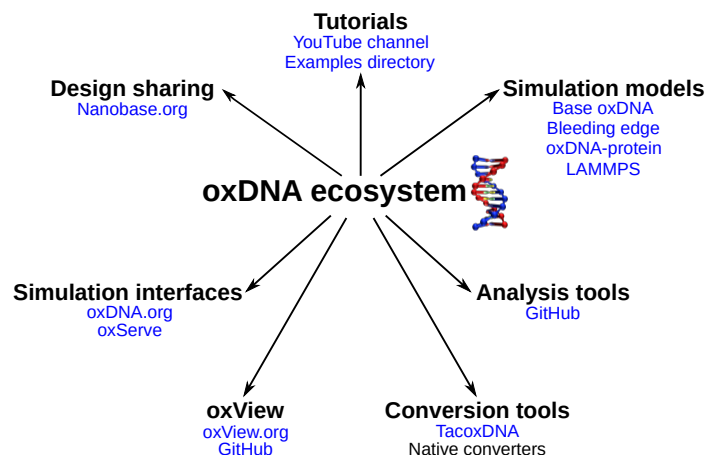 Tutorials
YouTube channel
Examples directory
Design sharing
Nanobase.org
Simulation models
Base oxDNA
Bleeding edge
oxDNA-protein
LAMMPS
oxDNA ecosystem
Simulation interfaces
oxDNA.org
oxServe
Analysis tools
GitHub
oxView
oxView.org
GitHub
Conversion tools
TacoxDNA
Native converters